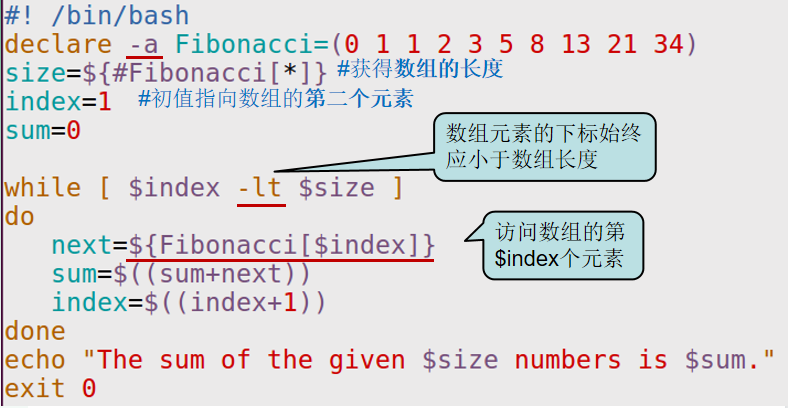 #! /bin/bash
declare -a Fibonacci=(0 1 1 2 3 5 8 13 21 34)
size=${#Fibonacci[*]} #获得数组的长度
index=1 #初值指向数组的第二个元素
sum=0
数组元素的下标始终
应小于数组长度
while [ $index -lt $size ]
do
访问数组的第
$index个元素
next=${Fibonacci[$index]}
sum=$((sum+next))
index=$((index+1))
done
echo "The sum of the given $size numbers is $sum."
exit 0